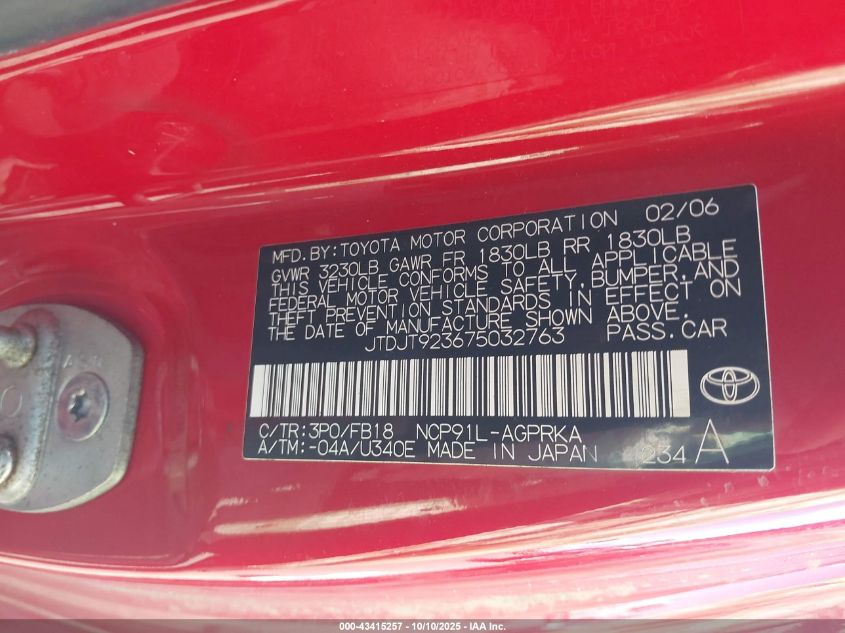 MFD.BY:TOYOTA MOTOR CORPORATION 02/06
GVWR 3230LB GAWR FR 1830LB RR 1830LB
THIS VEHICLE CONFORMS TO ALL APPLICABLE
FEDERAL MOTOR VEHICLE SAFETY,BUMPER,AND
THEFT PREVENTION STANDARDS IN EFFECT ON
THE DATE OF MANUFACTURE SHOWN ABOVE.
JTDJT923675032763 PASS.CAR
C/TR:3P0/FB18 NCP91L-AGPRKA
A/TM:-04A/U340E MADE IN JAPAN 234 A
000-43415257 - 10/10/2025 - IAA Inc.